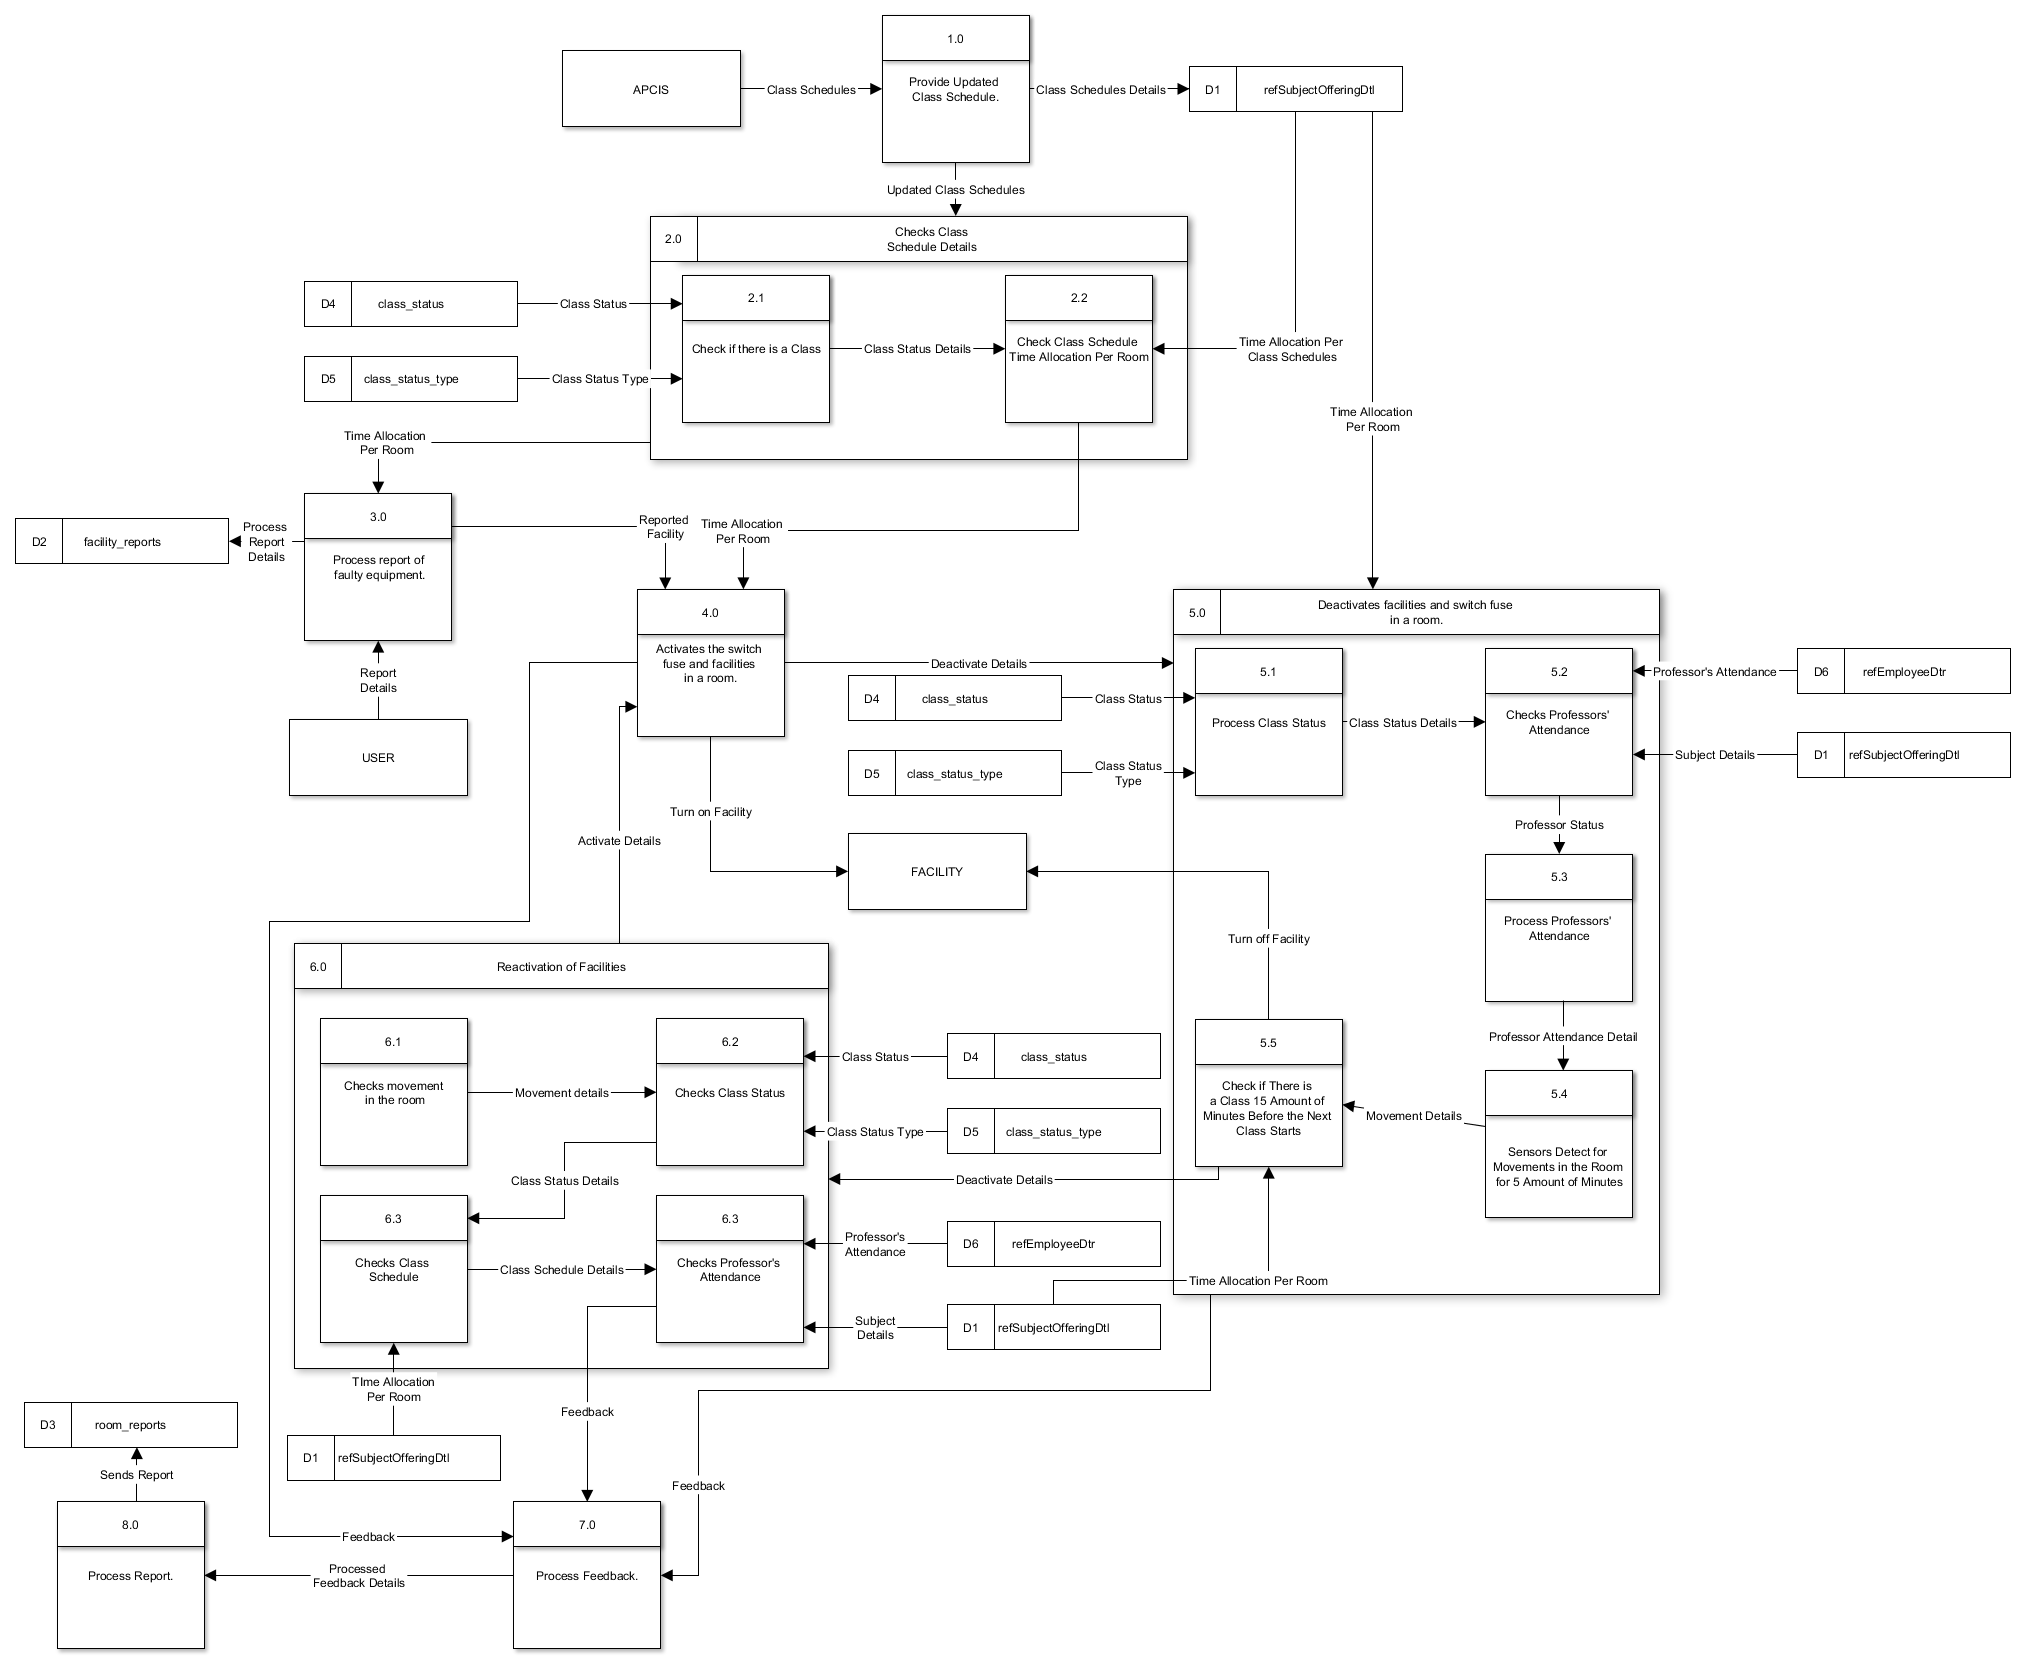 1.0
Provide Updated
Class Schedule.
APCIS
Class Schedules
Class Schedules Details
D1
refSubjectOfferingDtl
Updated Class Schedules
2.0
Checks Class
Schedule Details
D4
class_status
Class Status
2.1
Check if there is a Class
Class Status Details
2.2
Check Class Schedule
Time Allocation Per Room
Time Allocation Per
Class Schedules
D5
class_status_type
Class Status Type
Time Allocation
Per Room
Time Allocation
Per Room
D2
facility_reports
Process
Report
Details
3.0
Process report of
faulty equipment.
Reported
Facility
Time Allocation
Per Room
Report
Details
USER
4.0
Activates the switch
fuse and facilities
in a room.
Deactivate Details
5.0
Deactivates facilities and switch fuse
in a room.
D4
class_status
Class Status
D5
class_status_type
Class Status
Type
5.1
Process Class Status
Class Status Details
5.2
Checks Professors'
Attendance
Professor's Attendance
D6
refEmployeeDtr
Subject Details
D1
refSubjectOfferingDtl
Professor Status
5.3
Process Professors'
Attendance
Professor Attendance Detail
5.4
Sensors Detect for
Movements in the Room
for 5 Amount of Minutes
Movement Details
5.5
Check if There is
a Class 15 Amount of
Minutes Before the Next
Class Starts
Turn off Facility
Turn on Facility
FACILITY
Activate Details
6.0
Reactivation of Facilities
6.1
Checks movement
in the room
Movement details
6.2
Checks Class Status
Class Status
D4
class_status
Class Status Type
D5
class_status_type
Class Status Details
Deactivate Details
6.3
Checks Class
Schedule
Class Schedule Details
6.3
Checks Professor's
Attendance
Professor's
Attendance
D6
refEmployeeDtr
Time Allocation Per Room
Subject
Details
D1
refSubjectOfferingDtl
TIme Allocation
Per Room
D1
refSubjectOfferingDtl
Feedback
Feedback
D3
room_reports
Sends Report
8.0
Process Report.
Feedback
Processed
Feedback Details
7.0
Process Feedback.